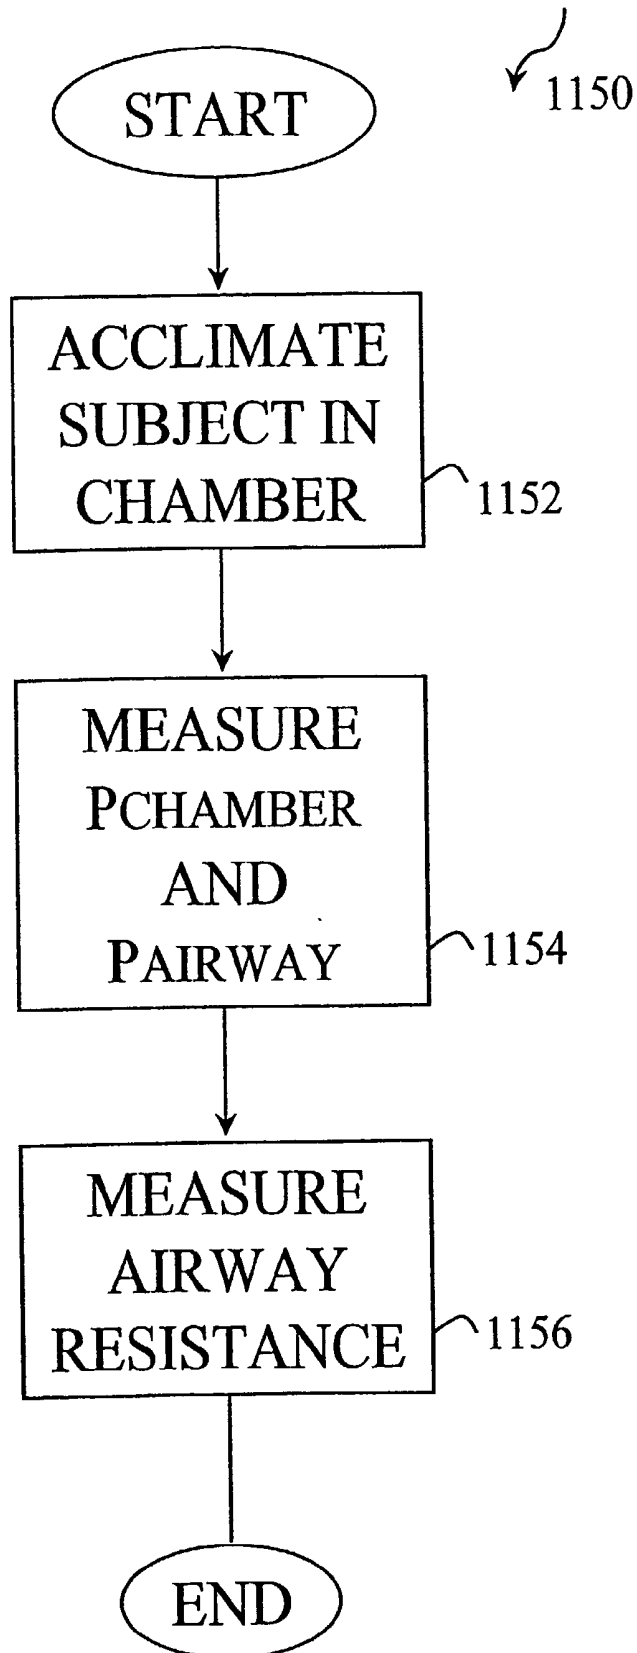 1150
START
ACCLIMATE
SUBJECT IN
CHAMBER
1152
MEASURE
PCHAMBER
AND
PAIRWAY
1154
MEASURE
AIRWAY
RESISTANCE
1156
END